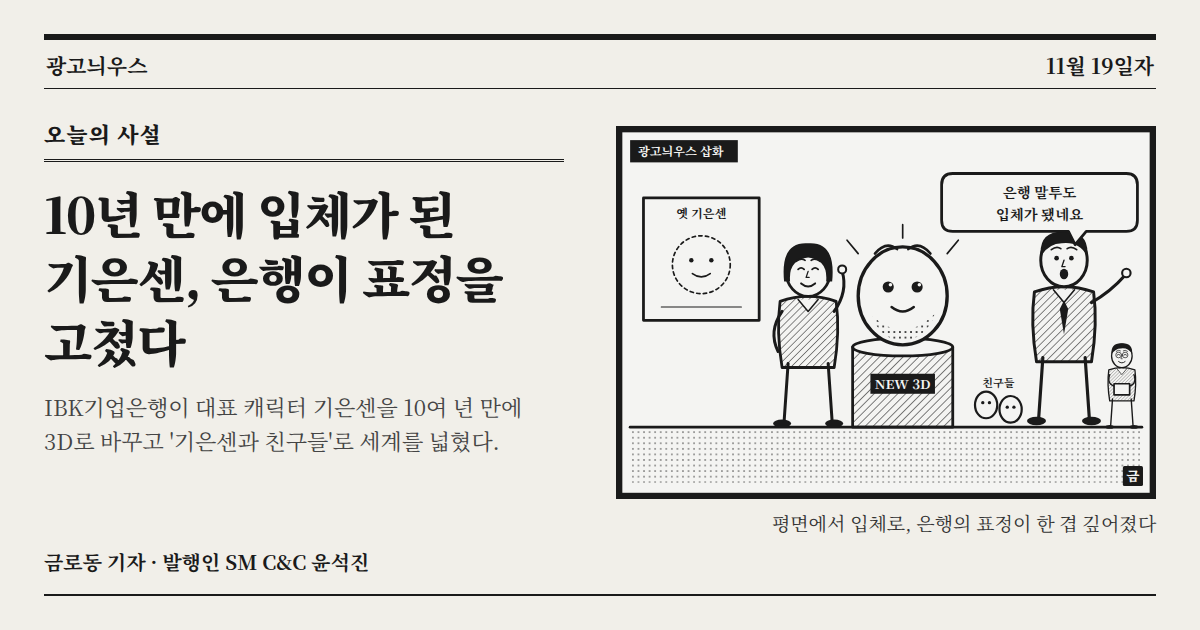 광고늬우스
11월 19일자
오늘의 사설
10년 만에 입체가 된
기은센, 은행이 표정을
고쳤다
IBK기업은행이 대표 캐릭터 기은센을 10여 년 만에
3D로 바꾸고 '기은센과 친구들'로 세계를 넓혔다.
금로동 기자 · 발행인 SM C&C 윤석진
광고늬우스 삽화
옛 기은센
은행 말투도
입체가 됐네요
NEW 3D
친구들
금
평면에서 입체로, 은행의 표정이 한 겹 깊어졌다